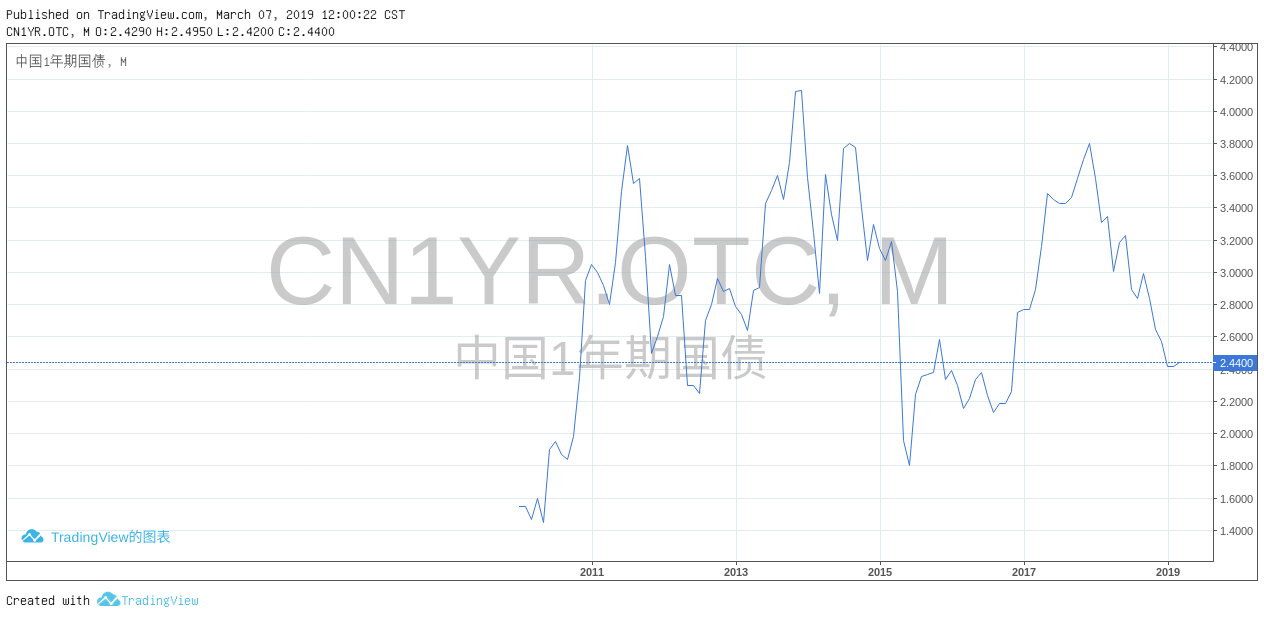 Published on TradingView.com, March 07, 2019 12:00:22 CST
CN1YR.OTC, M O:2.4290 H:2.4950 L:2.4200 C:2.4400
中国1年期国债, M
CN1YR.OTC, M
中国1年期国债
4.4000
4.2000
4.0000
3.8000
3.6000
3.4000
3.2000
3.0000
2.8000
2.6000
2.4400
2.4000
2.2000
2.0000
1.8000
1.6000
1.4000
TradingView的图表
2011 2013 2015 2017 2019
Created with TradingView